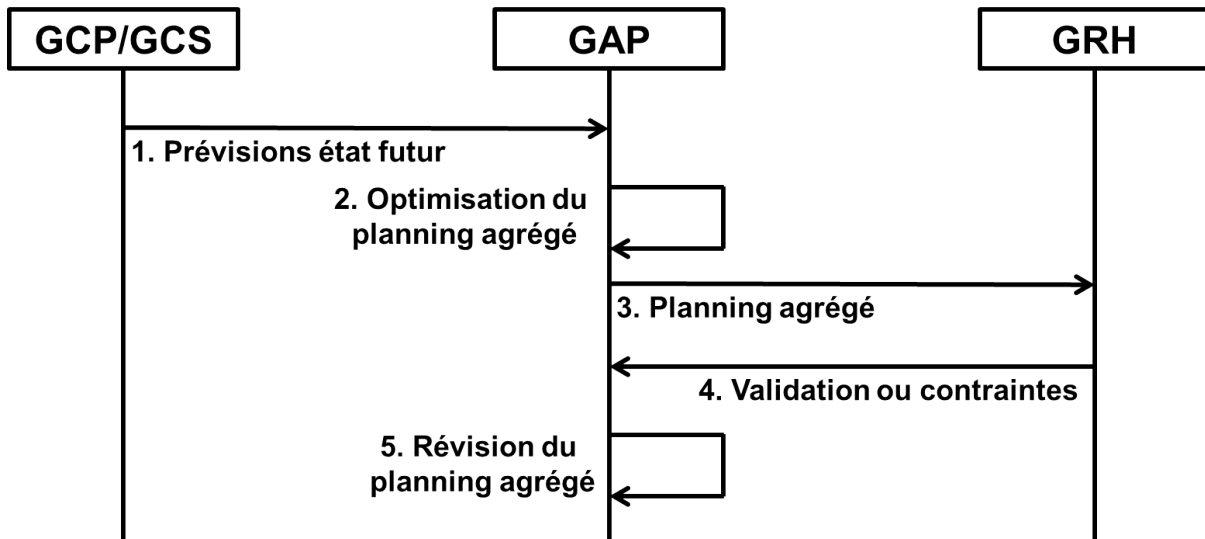 GCP/GCS
GAP
GRH
1. Prévisions état futur
2. Optimisation du
planning agrégé
3. Planning agrégé
4. Validation ou contraintes
5. Révision du
planning agrégé